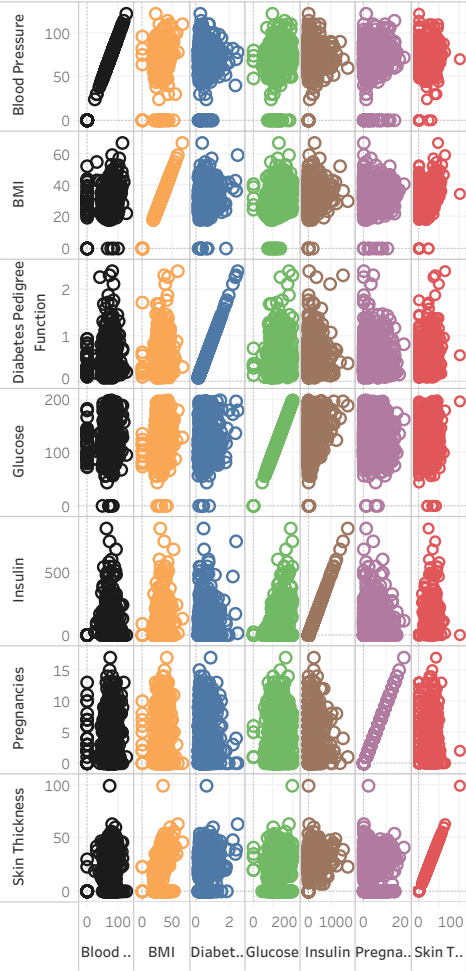 Blood Pressure
100
50
0
BMI
60
40
20
0
Diabetes Pedigree
Function
2
1
0
Glucose
200
100
0
Insulin
500
0
Pregnancies
15
10
5
0
Skin Thickness
100
50
0
0 100 0 50 0 2 0 200 0 1000 0 20 0 100
Blood .. BMI Diabet.. Glucose Insulin Pregna.. Skin T..